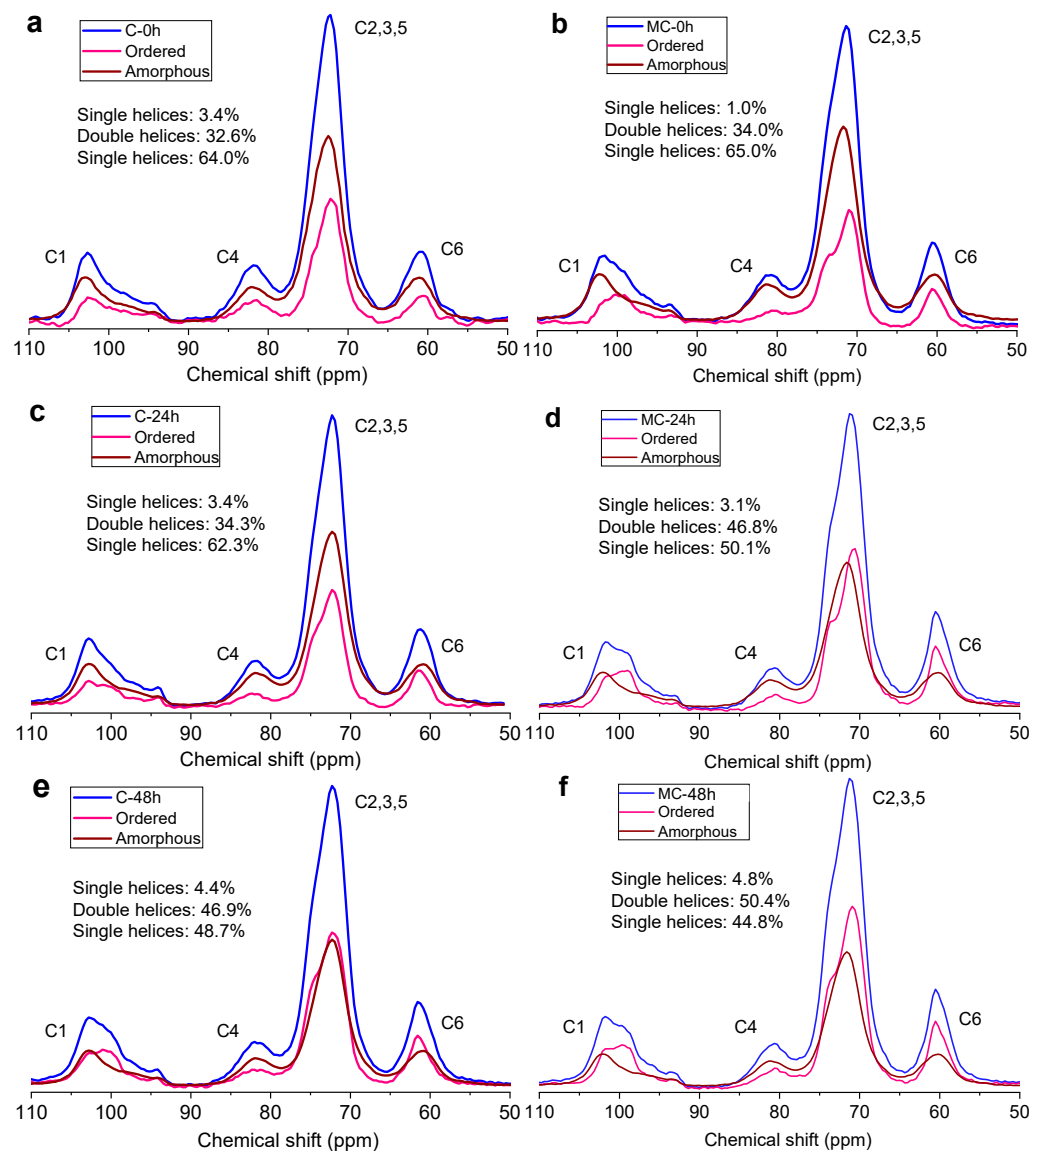 a
C-0h
Ordered
Amorphous
C2,3,5
Single helices: 3.4%
Double helices: 32.6%
Single helices: 64.0%
C1
C4
C6
110 100 90 80 70 60 50
Chemical shift (ppm)
b
MC-0h
Ordered
Amorphous
C2,3,5
Single helices: 1.0%
Double helices: 34.0%
Single helices: 65.0%
C1
C4
C6
110 100 90 80 70 60 50
Chemical shift (ppm)
c
C-24h
Ordered
Amorphous
C2,3,5
Single helices: 3.4%
Double helices: 34.3%
Single helices: 62.3%
C1
C4
C6
110 100 90 80 70 60 50
Chemical shift (ppm)
d
MC-24h
Ordered
Amorphous
C2,3,5
Single helices: 3.1%
Double helices: 46.8%
Single helices: 50.1%
C1
C4
C6
110 100 90 80 70 60 50
Chemical shift (ppm)
e
C-48h
Ordered
Amorphous
C2,3,5
Single helices: 4.4%
Double helices: 46.9%
Single helices: 48.7%
C1
C4
C6
110 100 90 80 70 60 50
Chemical shift (ppm)
f
MC-48h
Ordered
Amorphous
C2,3,5
Single helices: 4.8%
Double helices: 50.4%
Single helices: 44.8%
C1
C4
C6
110 100 90 80 70 60 50
Chemical shift (ppm)